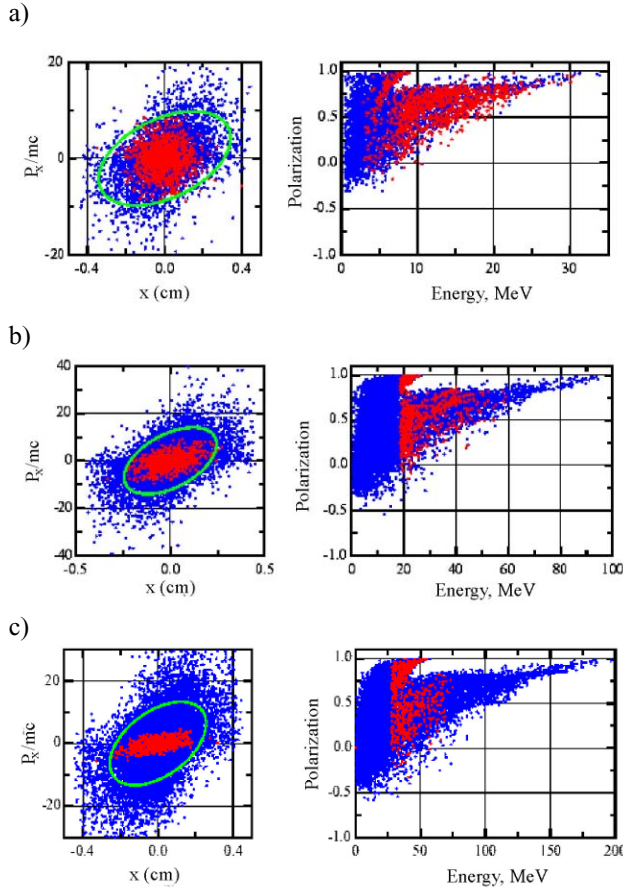 a)
20
0
-20
-0.4 0.0 0.4
x (cm)
Pₓ/mc
1.0
0.5
0.0
-0.5
-1.0
0 10 20 30
Energy, MeV
Polarization
b)
40
20
0
-20
-40
-0.5 0.0 0.5
x (cm)
Pₓ/mc
1.0
0.5
0.0
-0.5
-1.0
0 20 40 60 80 100
Energy, MeV
Polarization
c)
20
0
-20
-0.4 0.0 0.4
x (cm)
Pₓ/mc
1.0
0.5
0.0
-0.5
-1.0
0 50 100 150 200
Energy, MeV
Polarization